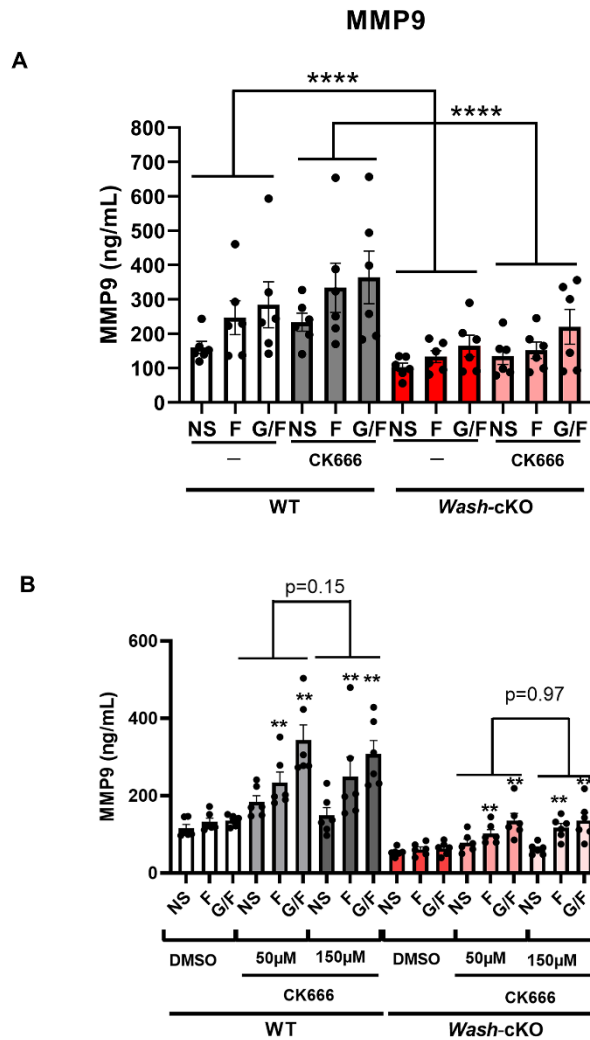 MMP9
A
**** ****
MMP9 (ng/mL)
800
700
600
500
400
300
200
100
0
NS F G/F NS F G/F NS F G/F NS F G/F
– CK666 – CK666
WT Wash-cKO
B
p=0.15
p=0.97
MMP9 (ng/mL)
600
400
200
0
** ** ** ** ** ** ** **
NS F G/F NS F G/F NS F G/F NS F G/F NS F G/F NS F G/F
DMSO 50µM 150µM DMSO 50µM 150µM
CK666 CK666
WT Wash-cKO